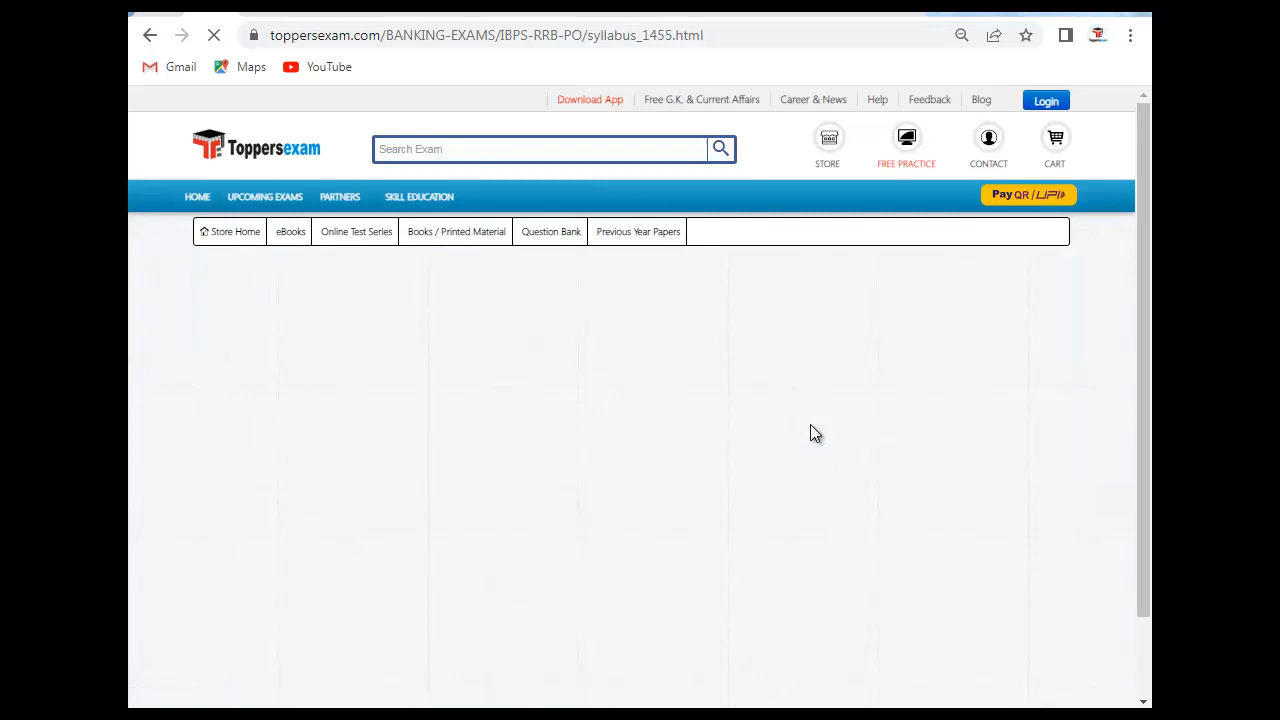 toppersexam.com/BANKING-EXAMS/IBPS-RRB-PO/syllabus_1455.html
Gmail Maps YouTube
Download App Free G.K. & Current Affairs Career & News Help Feedback Blog Login
Toppersexam Search Exam
STORE FREE PRACTICE CONTACT CART
HOME UPCOMING EXAMS PARTNERS SKILL EDUCATION Pay QR / UPI
Store Home eBooks Online Test Series Books / Printed Material Question Bank Previous Year Papers